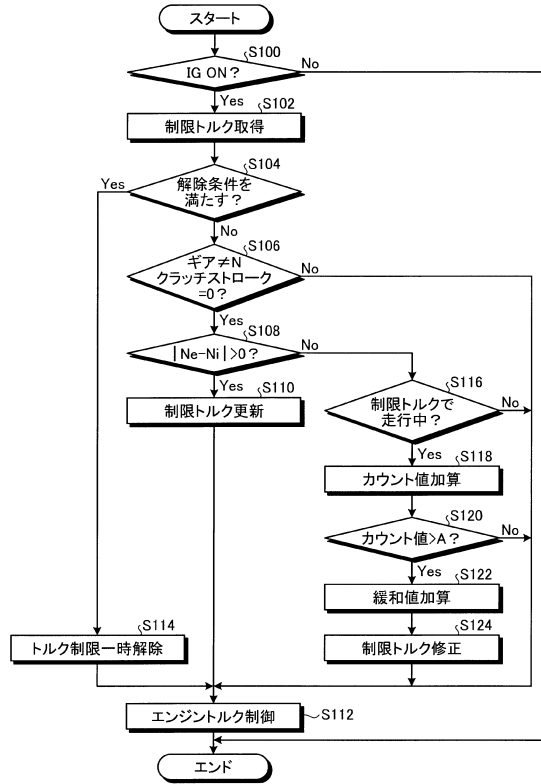 スタート
S100
IG ON？
No
Yes
S102
制限トルク取得
S104
Yes
解除条件を
満たす？
No
S106
ギア≠N
クラッチストローク
=0？
No
Yes
S108
|Ne-Ni|>0？
No
Yes
S110
制限トルク更新
S116
制限トルクで
走行中？
No
Yes
S118
カウント値加算
S120
カウント値>A？
No
Yes
S122
緩和値加算
S124
制限トルク修正
S114
トルク制限一時解除
エンジントルク制御
S112
エンド